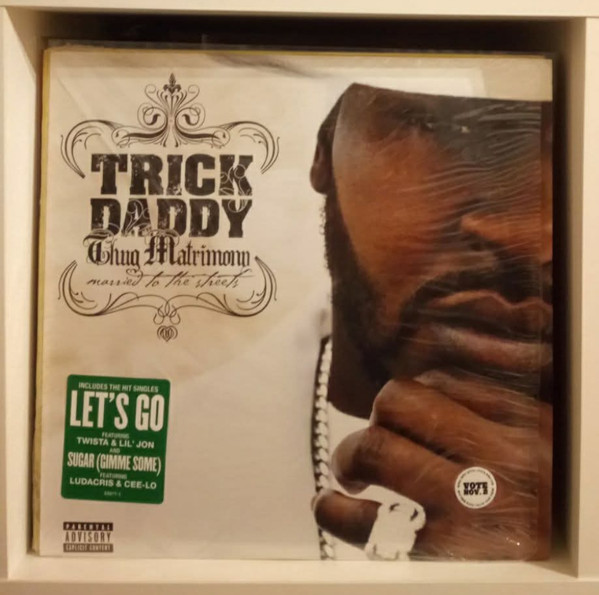 TRICK
DADDY
Thug Matrimony
married to the streets
INCLUDES THE HIT SINGLES
LET'S GO
FEATURING
TWISTA & LIL' JON
AND
SUGAR (GIMME SOME)
FEATURING
LUDACRIS & CEE-LO
PARENTAL
ADVISORY
EXPLICIT CONTENT
VOTE
NOV. 2